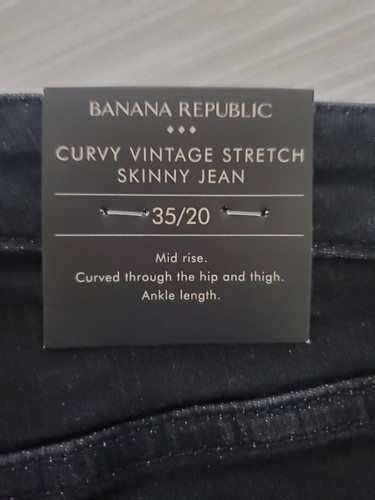 BANANA REPUBLIC
CURVY VINTAGE STRETCH
SKINNY JEAN
35/20
Mid rise.
Curved through the hip and thigh.
Ankle length.